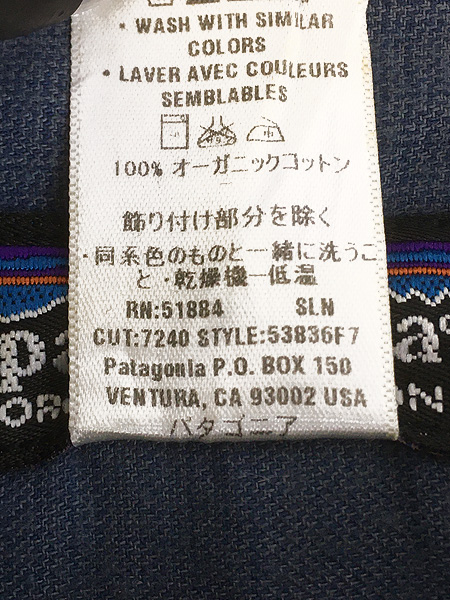 • WASH WITH SIMILAR
COLORS
• LAVER AVEC COULEURS
SEMBLABLES
100% オーガニックコットン
飾り付け部分を除く
・同系色のものと一緒に洗うこ
と ・乾燥機ー低温
RN:51884 SLN
CUT:7240 STYLE:53836F7
Patagonia P.O. BOX 150
VENTURA, CA 93002 USA
パタゴニア